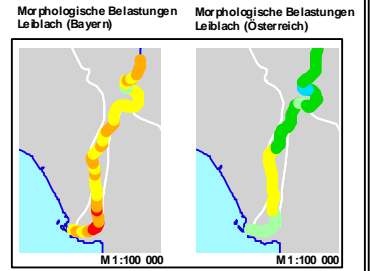 Morphologische Belastungen
Leiblach (Bayern)
Morphologische Belastungen
Leiblach (Österreich)
M 1:100 000
M 1:100 000